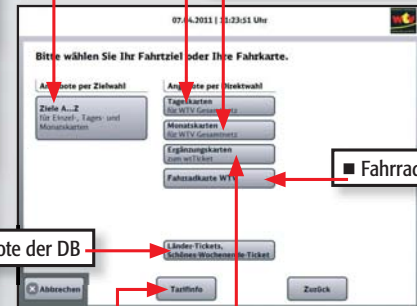 07.04.2011 | 11:23:51 Uhr
wtv
Bitte wählen Sie Ihr Fahrtziel oder Ihre Fahrkarte.
Angebote per Zielwahl
Angebote per Direktwahl
Ziele A...Z
für Einzel-, Tages- und
Monatskarten
Tageskarten
für WTV Gesamtnetz
Monatskarten
für WTV Gesamtnetz
Ergänzungskarten
zum wtTicket
Fahrradkarte WTV
■ Fahrrad
ote der DB
Länder-Tickets,
Schönes-Wochenende-Ticket
Abbrechen
Tarifinfo
Zurück